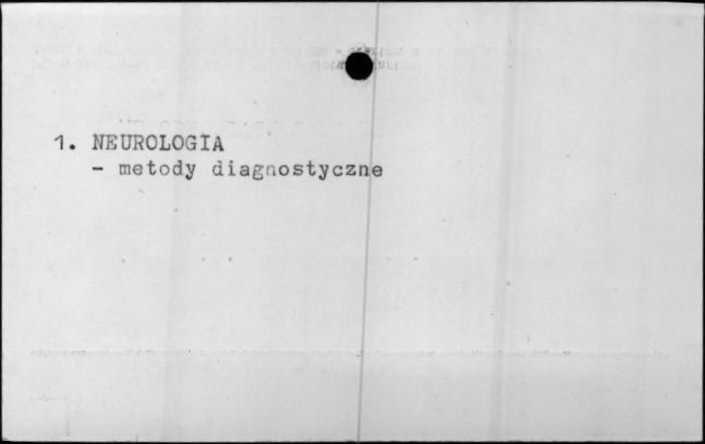 1. NEUROLOGIA
- metody diagnostyczne